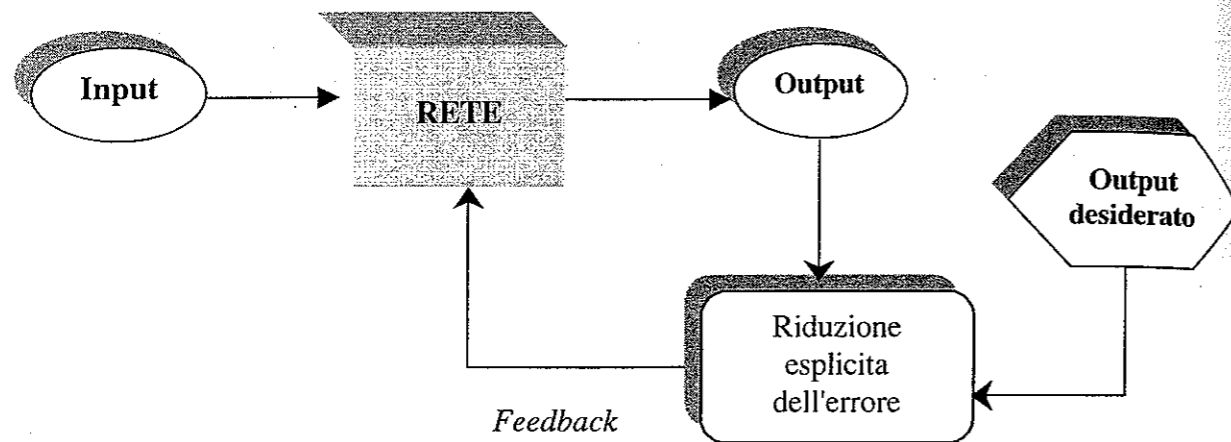 Input
RETE
Output
Output
desiderato
Riduzione
esplicita
dell'errore
Feedback